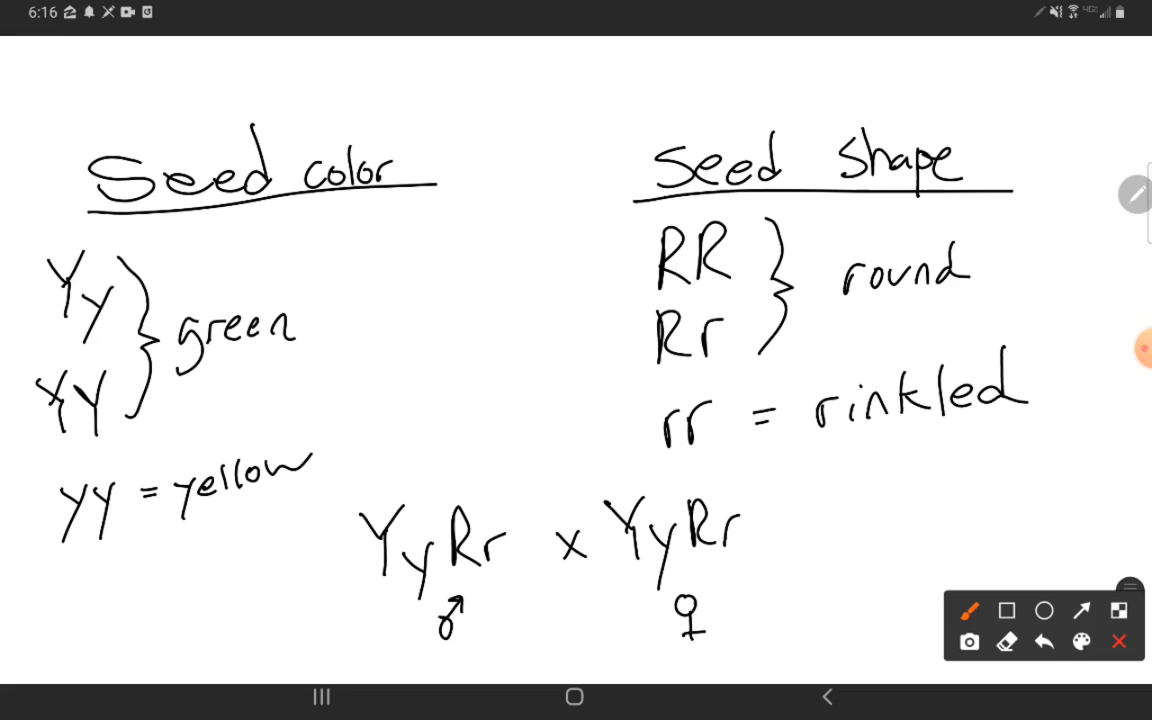 6:16
Seed color
Seed shape
Yy
YY
green
yy = yellow
RR
Rr
round
rr = rinkled
YyRr x YyRr
♂ ♀